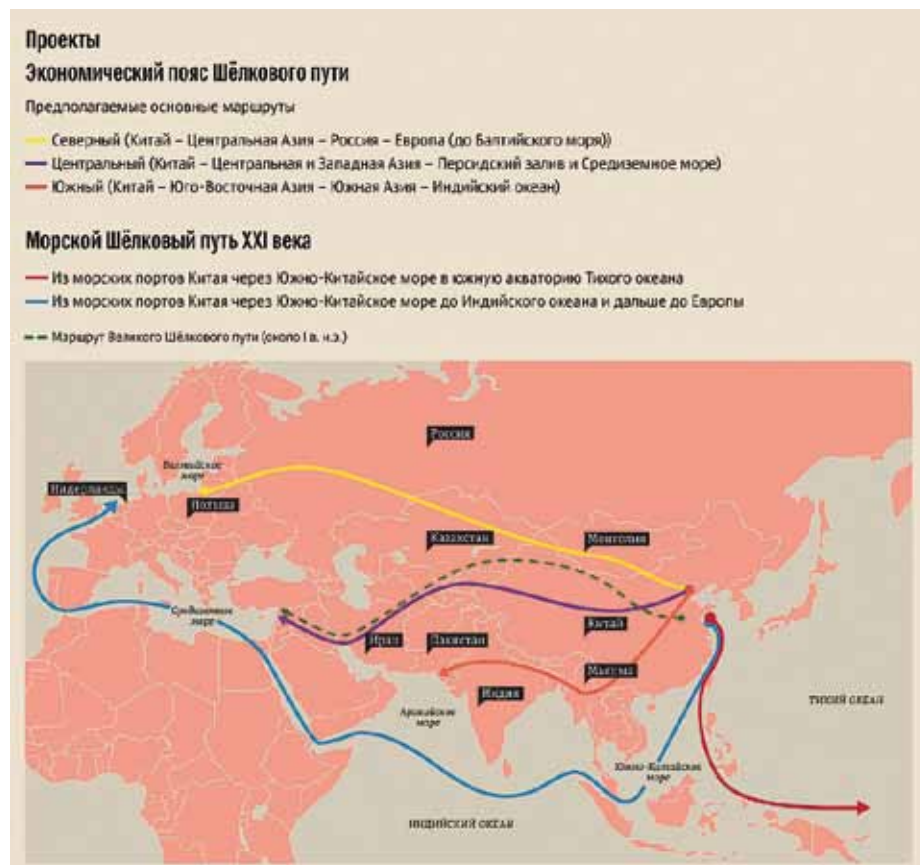 Проекты
Экономический пояс Шёлкового пути
Предполагаемые основные маршруты
Северный (Китай – Центральная Азия – Россия – Европа (до Балтийского моря))
Центральный (Китай – Центральная и Западная Азия – Персидский залив и Средиземное море)
Южный (Китай – Юго-Восточная Азия – Южная Азия – Индийский океан)
Морской Шёлковый путь XXI века
Из морских портов Китая через Южно-Китайское море в южную акваторию Тихого океана
Из морских портов Китая через Южно-Китайское море до Индийского океана и дальше до Европы
Маршрут Великого Шёлкового пути (около I в. н.э.)
Россия
Балтийское
море
Нидерланды
Польша
Казахстан
Монголия
Средиземное
море
Иран
Пакистан
Китай
Мьянма
Индия
ТИХИЙ ОКЕАН
Аравийское
море
Южно-Китайское
море
ИНДИЙСКИЙ ОКЕАН